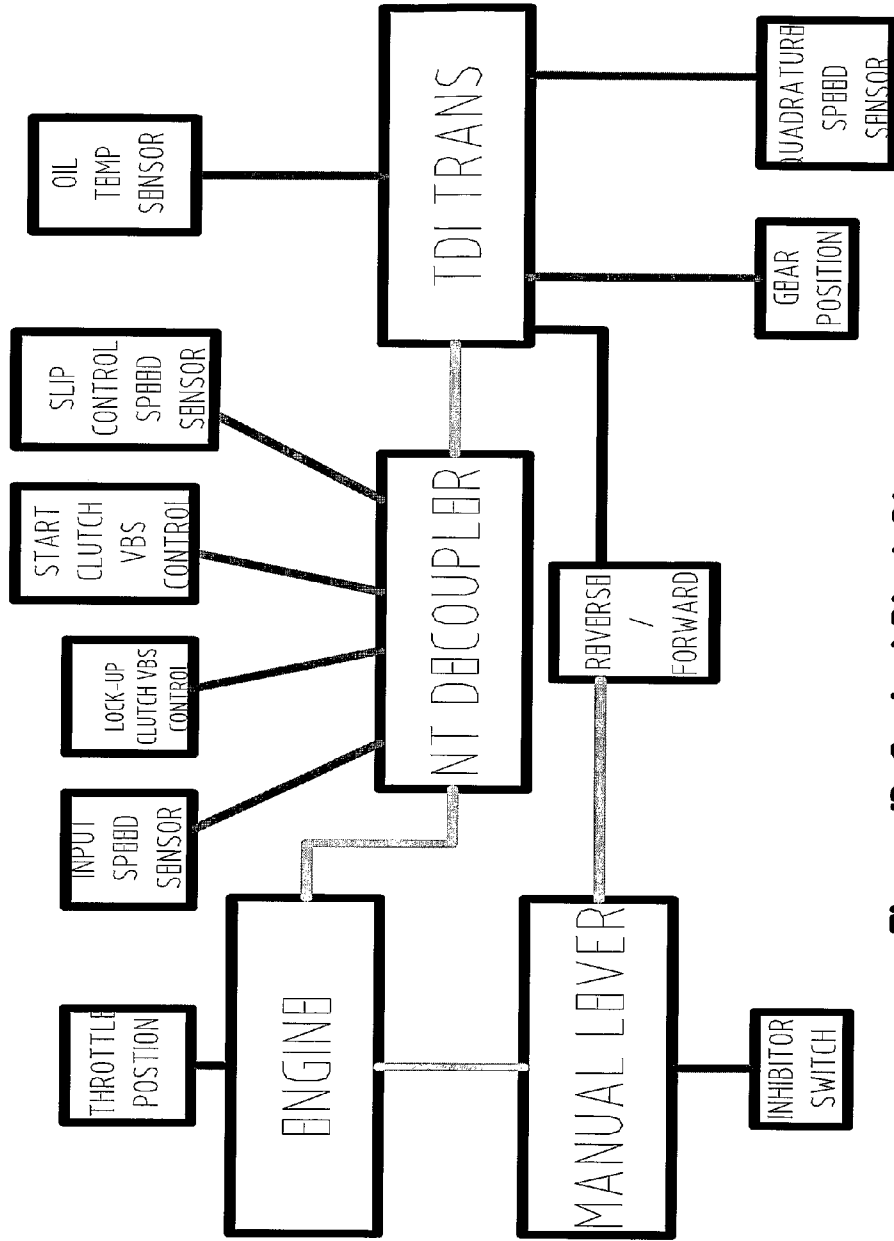 THROTTLE
POSTION
INPUT
SPEED
SENSOR
LOCK-UP
CLUTCH VBS
CONTROL
START
CLUTCH
VBS
CONTROL
SLIP
CONTROL
SPEED
SENSOR
OIL
TEMP
SENSOR
ENGINE
NT DECOUPLER
TDI TRANS
MANUAL LEVER
REVERSE
/
FORWARD
INHIBITOR
SWITCH
GEAR
POSITION
QUADRATURE
SPEED
SENSOR